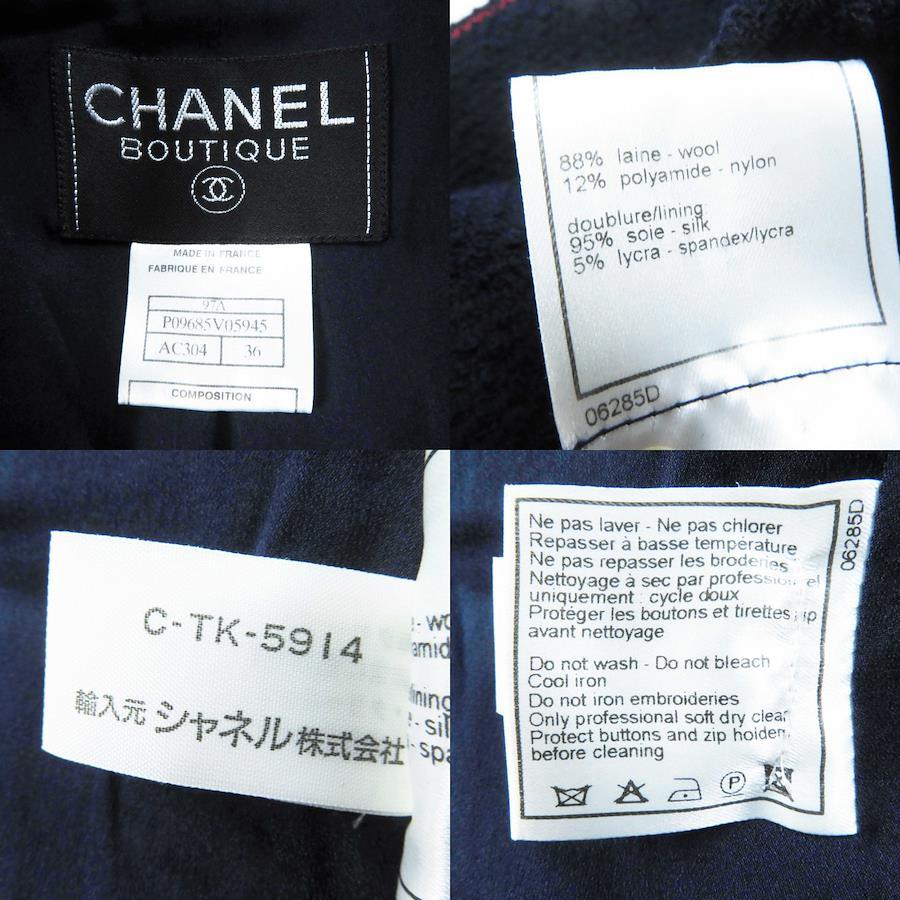 CHANEL
BOUTIQUE
MADE IN FRANCE
FABRIQUE EN FRANCE
97A
P09685V05945
AC304 36
COMPOSITION
88% laine - wool
12% polyamide - nylon
doublure/lining
95% soie - silk
5% lycra - spandex/lycra
06285D
C-TK-5914
輸入元 シャネル株式会社
Ne pas laver - Ne pas chlorer
Repasser à basse température
Ne pas repasser les broderies
Nettoyage à sec par
uniquement : cycle doux
Protéger les boutons et tirettes
avant nettoyage
Do not wash - Do not bleach
Cool iron
Do not iron embroideries
Only professional soft dry
Protect buttons and zip
before cleaning
P
06285D